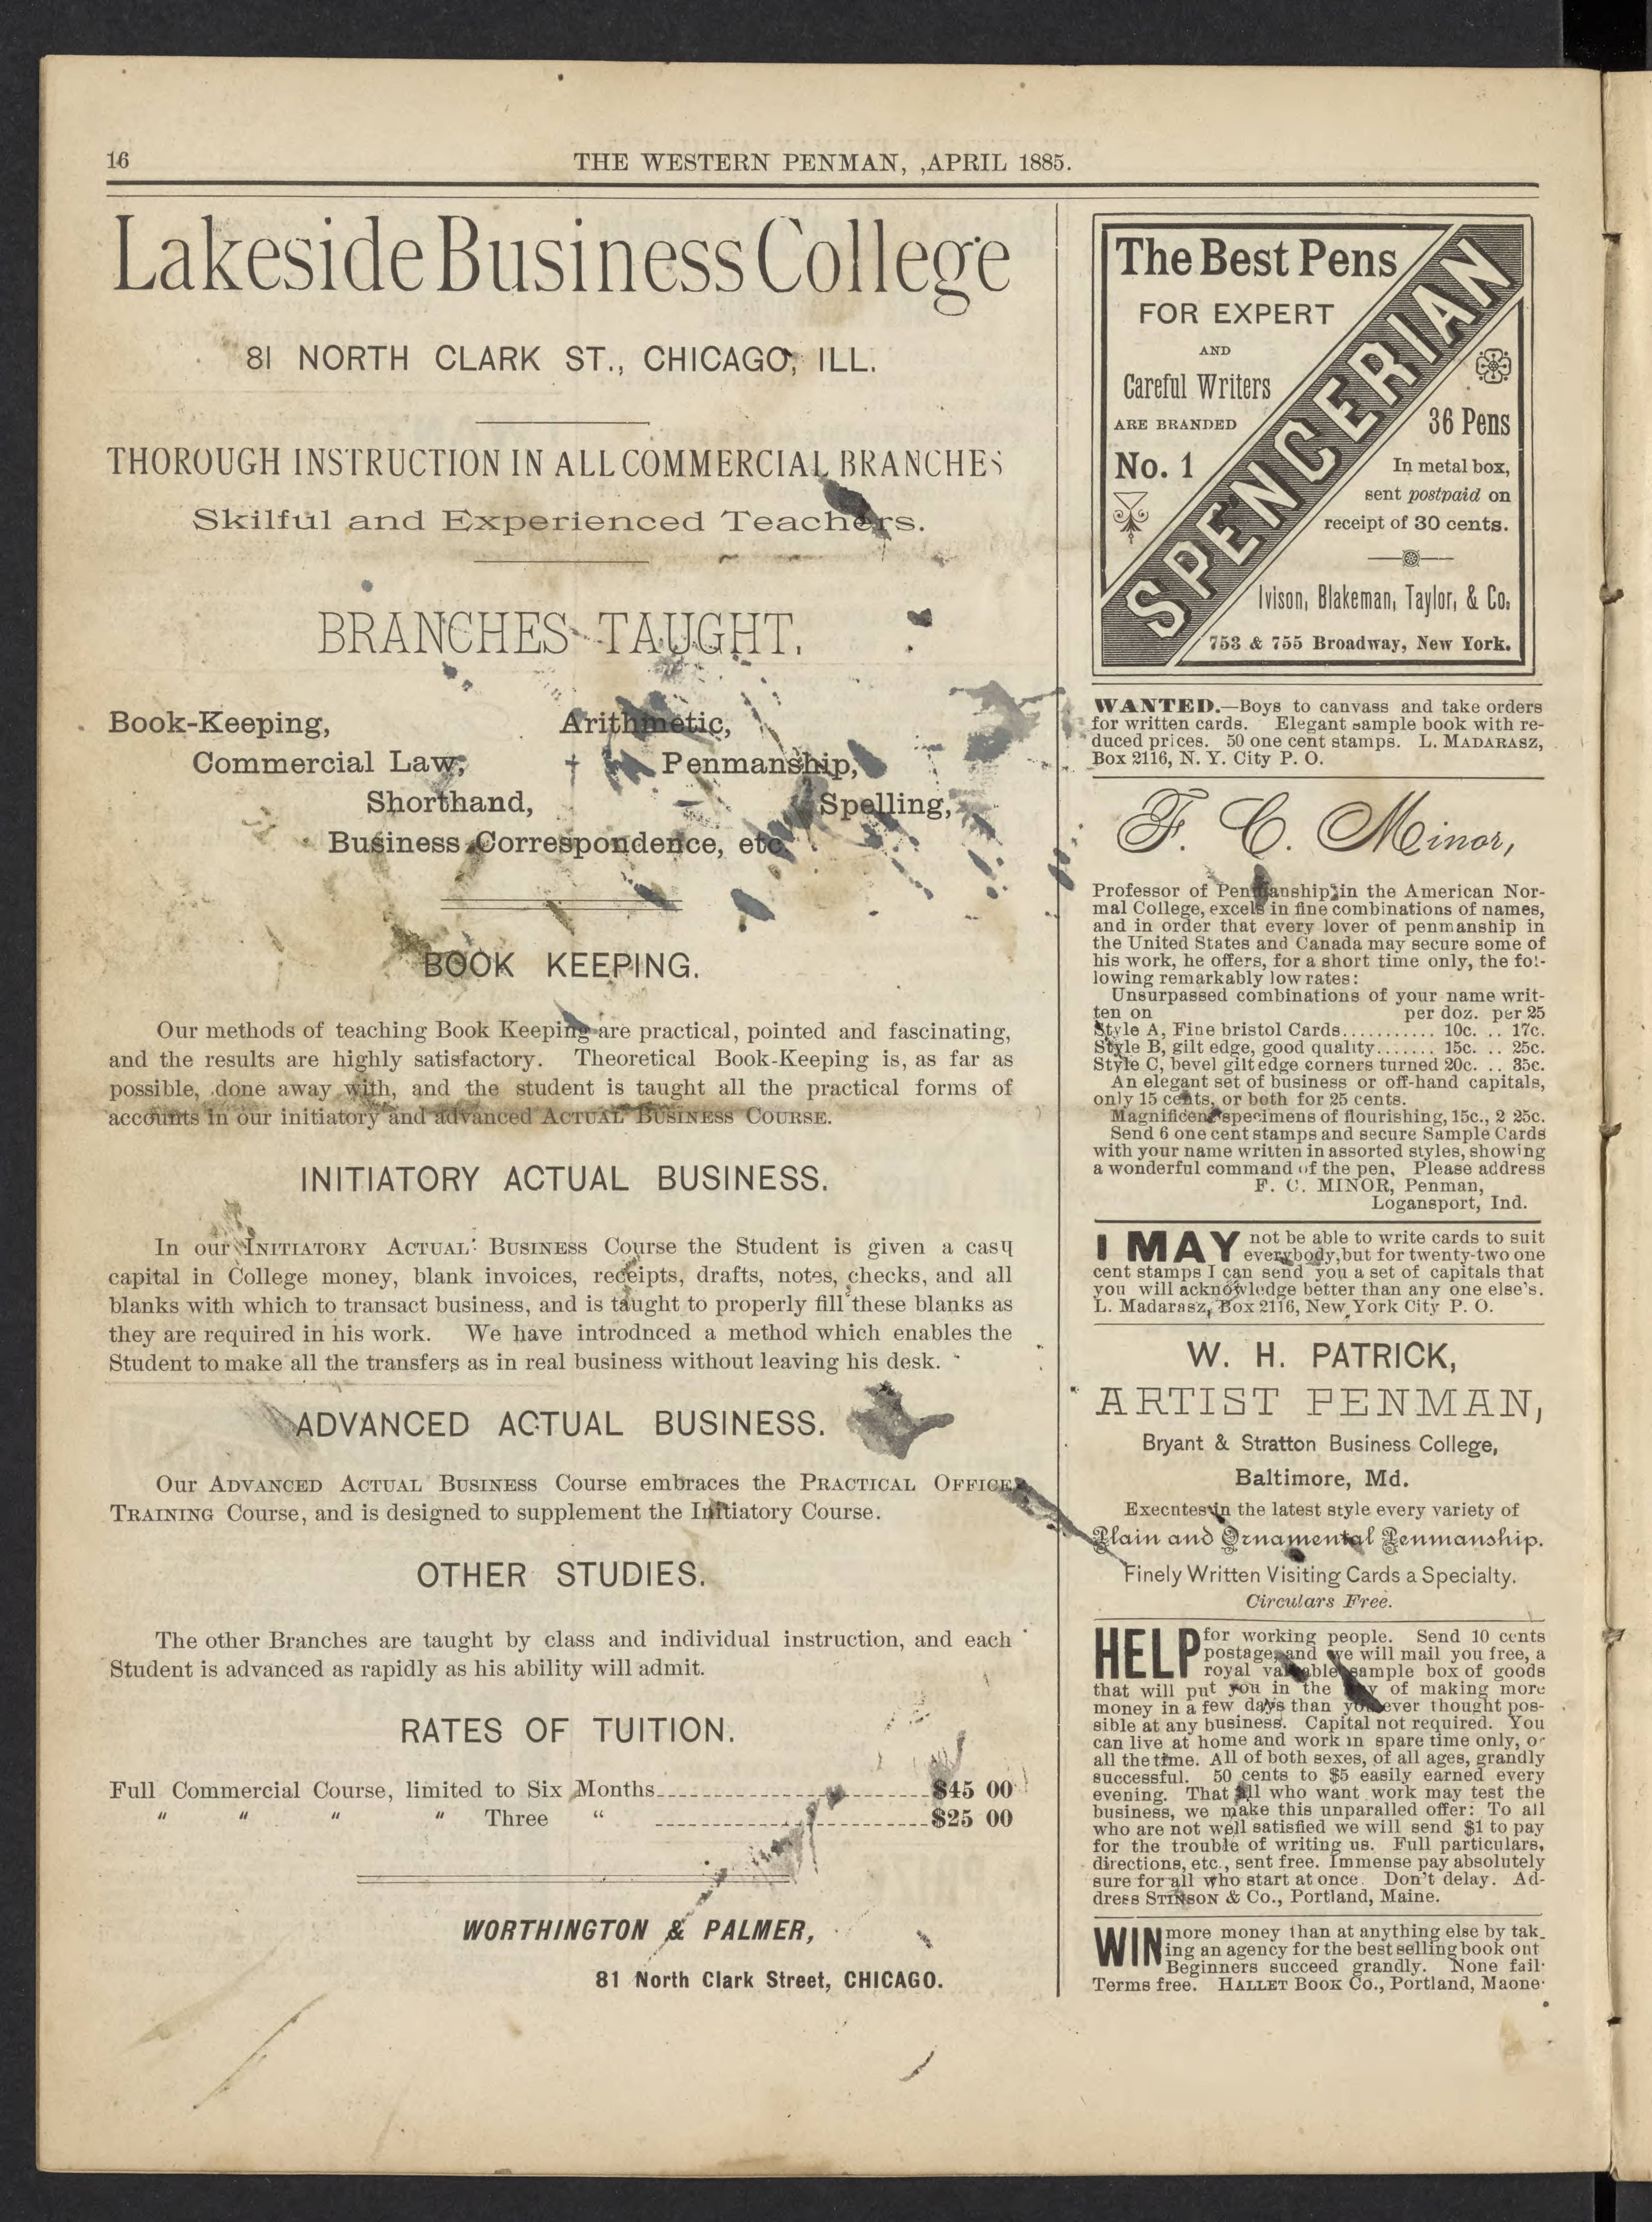 16
THE WESTERN PENMAN, ,APRIL 1885.
Lakeside Business College
81 NORTH CLARK ST., CHICAGO, ILL.
THOROUGH INSTRUCTION IN ALL COMMERCIAL BRANCHES
Skilful and Experienced Teachers.
BRANCHES TAUGHT.
Book-Keeping, Arithmetic,
Commercial Law, Penmanship,
Shorthand, Spelling,
Business Correspondence, etc.
BOOK KEEPING.
Our methods of teaching Book Keeping are practical, pointed and fascinating,
and the results are highly satisfactory. Theoretical Book-Keeping is, as far as
possible, done away with, and the student is taught all the practical forms of
accounts in our initiatory and advanced ACTUAL BUSINESS COURSE.
INITIATORY ACTUAL BUSINESS.
In our INITIATORY ACTUAL BUSINESS Course the Student is given a casy
capital in College money, blank invoices, receipts, drafts, notes, checks, and all
blanks with which to transact business, and is taught to properly fill these blanks as
they are required in his work. We have introdnced a method which enables the
Student to make all the transfers as in real business without leaving his desk.
ADVANCED ACTUAL BUSINESS.
Our ADVANCED ACTUAL BUSINESS Course embraces the PRACTICAL OFFICE
TRAINING Course, and is designed to supplement the Initiatory Course.
OTHER STUDIES.
The other Branches are taught by class and individual instruction, and each
Student is advanced as rapidly as his ability will admit.
RATES OF TUITION.
Full Commercial Course, limited to Six Months $45 00
" " " " Three " $25 00
WORTHINGTON & PALMER,
81 North Clark Street, CHICAGO.
The Best Pens
FOR EXPERT
AND
Careful Writers
ARE BRANDED
No. 1
SPENCERIAN
36 Pens
In metal box,
sent postpaid on
receipt of 30 cents.
Ivison, Blakeman, Taylor, & Co.
753 & 755 Broadway, New York.
WANTED.—Boys to canvass and take orders
for written cards. Elegant sample book with re-
duced prices. 50 one cent stamps. L. MADARASZ,
Box 2116, N. Y. City P. O.
F. C. Minor,
Professor of Penmanship in the American Nor-
mal College, excels in fine combinations of names,
and in order that every lover of penmanship in
the United States and Canada may secure some of
his work, he offers, for a short time only, the fol-
lowing remarkably low rates:
Unsurpassed combinations of your name writ-
ten on per doz. per 25
Style A, Fine bristol Cards........... 10c. .. 17c.
Style B, gilt edge, good quality....... 15c. .. 25c.
Style C, bevel gilt edge corners turned 20c. .. 35c.
An elegant set of business or off-hand capitals,
only 15 cents, or both for 25 cents.
Magnificent specimens of flourishing, 15c., 2 25c.
Send 6 one cent stamps and secure Sample Cards
with your name written in assorted styles, showing
a wonderful command of the pen. Please address
F. C. MINOR, Penman,
Logansport, Ind.
I MAY not be able to write cards to suit
everybody, but for twenty-two one
cent stamps I can send you a set of capitals that
you will acknowledge better than any one else's.
L. Madarasz, Box 2116, New York City P. O.
W. H. PATRICK,
ARTIST PENMAN,
Bryant & Stratton Business College,
Baltimore, Md.
Execntes in the latest style every variety of
Plain and Ornamental Penmanship.
Finely Written Visiting Cards a Specialty.
Circulars Free.
HELP for working people. Send 10 cents
postage, and we will mail you free, a
royal valuable sample box of goods
that will put you in the way of making more
money in a few days than you ever thought pos-
sible at any business. Capital not required. You
can live at home and work in spare time only, or
all the time. All of both sexes, of all ages, grandly
successful. 50 cents to $5 easily earned every
evening. That all who want work may test the
business, we make this unparalled offer: To all
who are not well satisfied we will send $1 to pay
for the trouble of writing us. Full particulars,
directions, etc., sent free. Immense pay absolutely
sure for all who start at once. Don't delay. Ad-
dress STINSON & Co., Portland, Maine.
WIN more money than at anything else by tak-
ing an agency for the best selling book out
Beginners succeed grandly. None fail.
Terms free. HALLET BOOK Co., Portland, Maone.